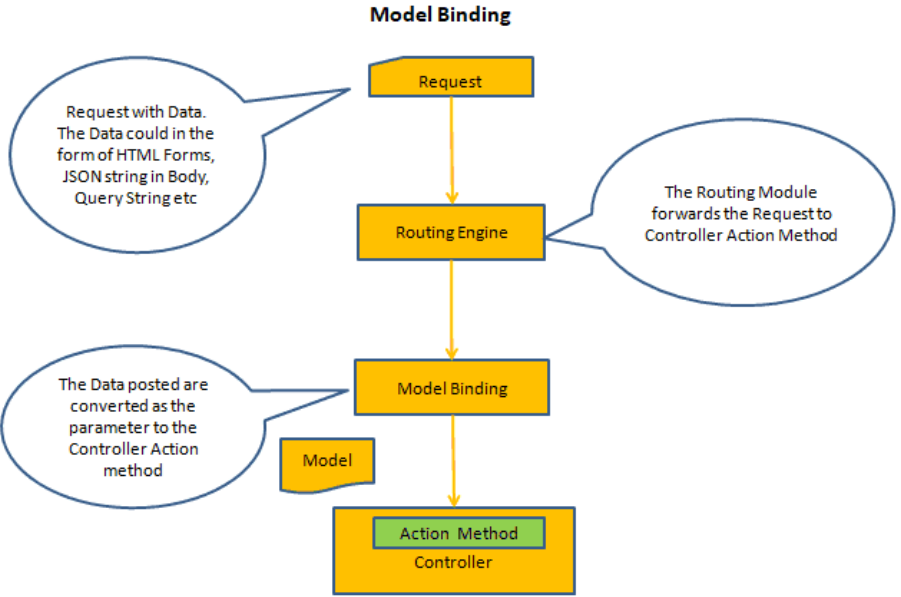 Model Binding
Request
Request with Data.
The Data could in the
form of HTML Forms,
JSON string in Body,
Query String etc
The Routing Module
forwards the Request to
Controller Action Method
Routing Engine
The Data posted are
converted as the
parameter to the
Controller Action
method
Model Binding
Model
Action Method
Controller